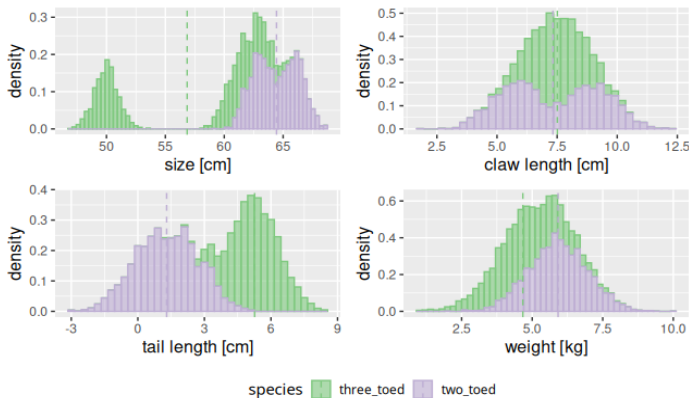 0.3
0.2
0.1
0.0
density
50 55 60 65
size [cm]
0.5
0.4
0.3
0.2
0.1
0.0
density
2.5 5.0 7.5 10.0 12.5
claw length [cm]
0.4
0.3
0.2
0.1
0.0
density
-3 0 3 6 9
tail length [cm]
0.6
0.4
0.2
0.0
density
2.5 5.0 7.5 10.0
weight [kg]
species three_toed two_toed